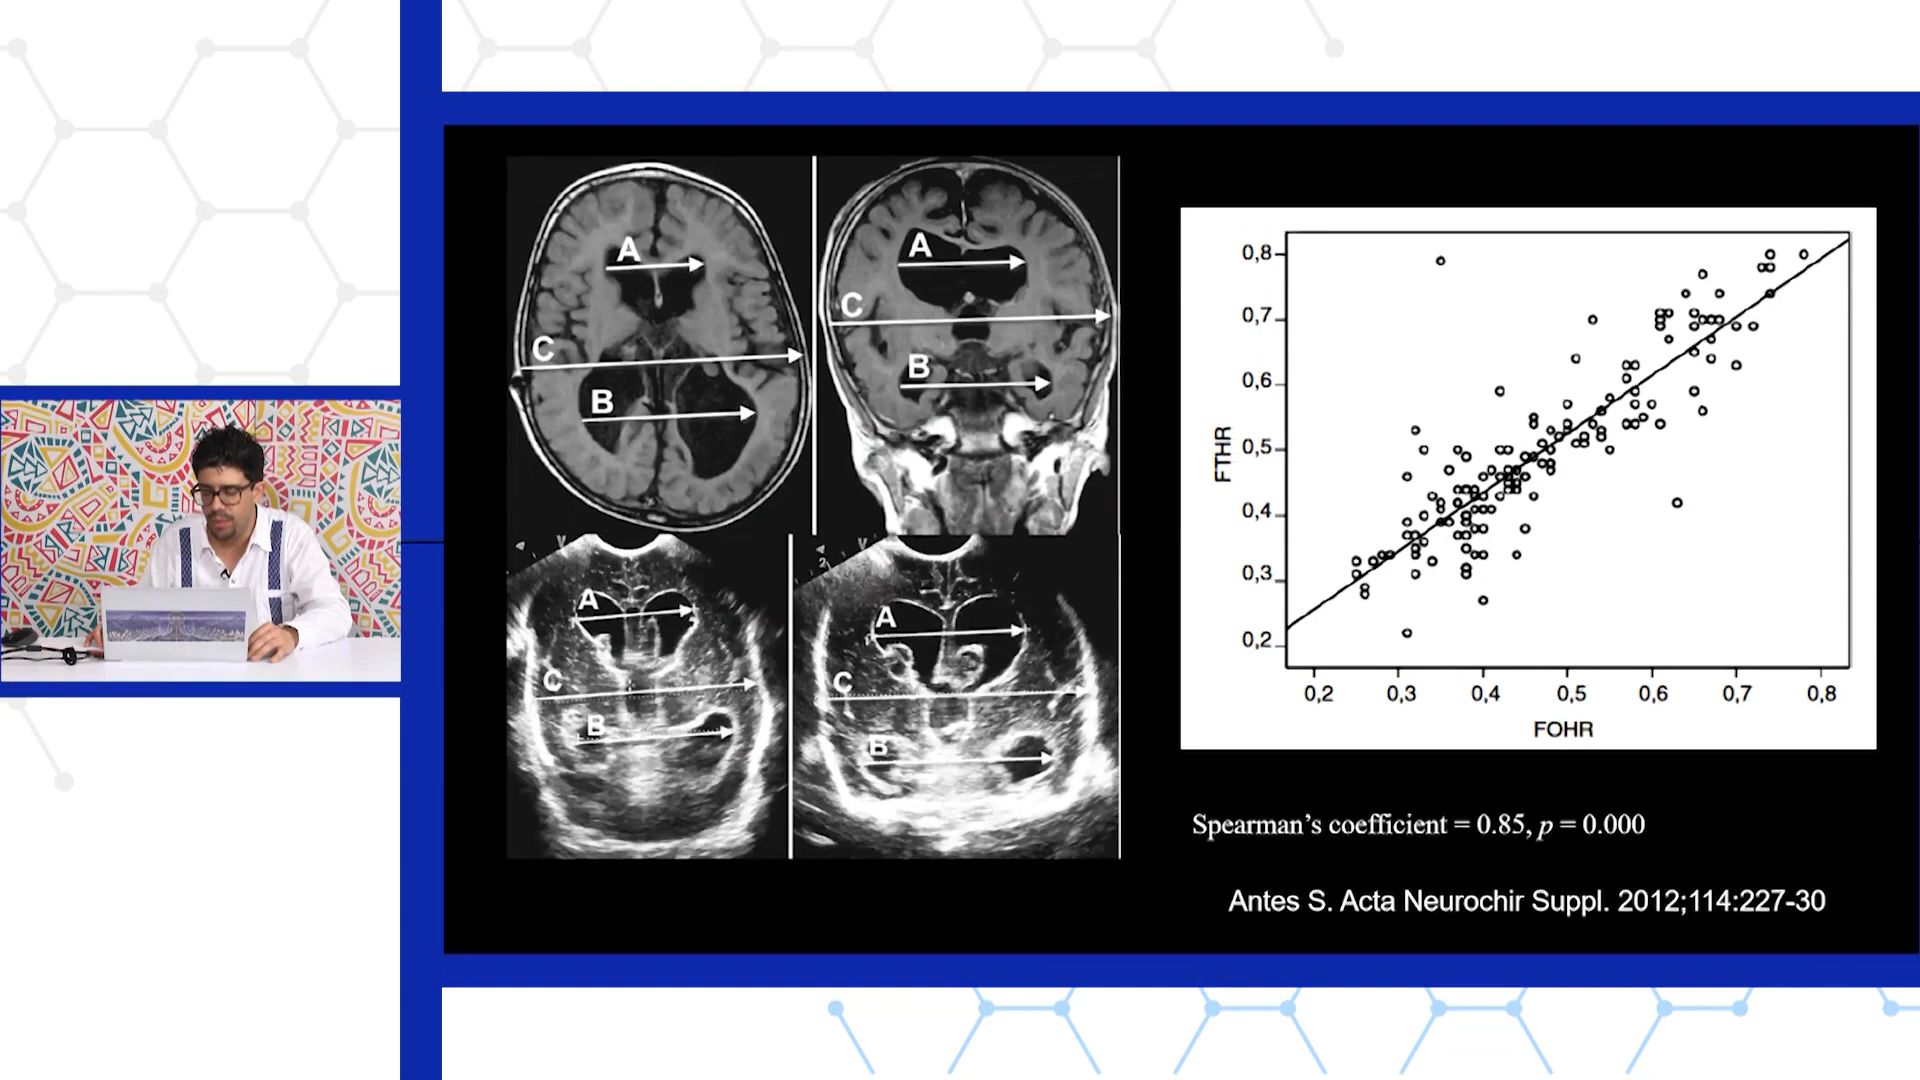 A
C
B
A
C
B
A
C
B
A
C
B
FTHR
0,8
0,7
0,6
0,5
0,4
0,3
0,2
0,2 0,3 0,4 0,5 0,6 0,7 0,8
FOHR
Spearman’s coefficient = 0.85, p = 0.000
Antes S. Acta Neurochir Suppl. 2012;114:227-30